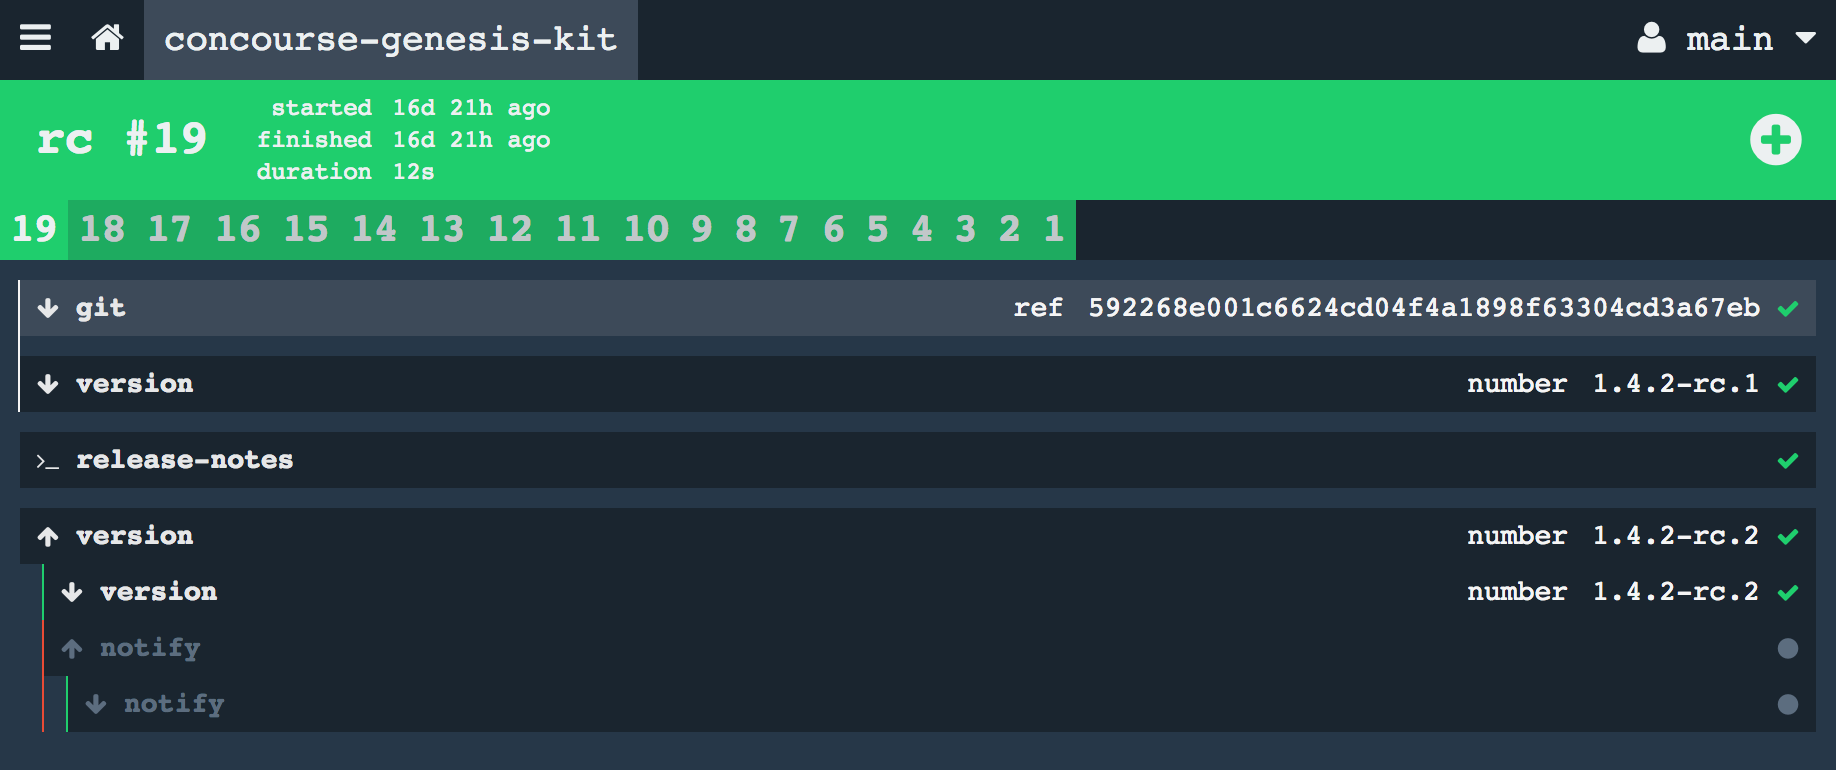 concourse-genesis-kit main
rc #19
started 16d 21h ago
finished 16d 21h ago
duration 12s
19 18 17 16 15 14 13 12 11 10 9 8 7 6 5 4 3 2 1
git ref 592268e001c6624cd04f4a1898f63304cd3a67eb
version number 1.4.2-rc.1
>_ release-notes
version number 1.4.2-rc.2
version number 1.4.2-rc.2
notify
notify